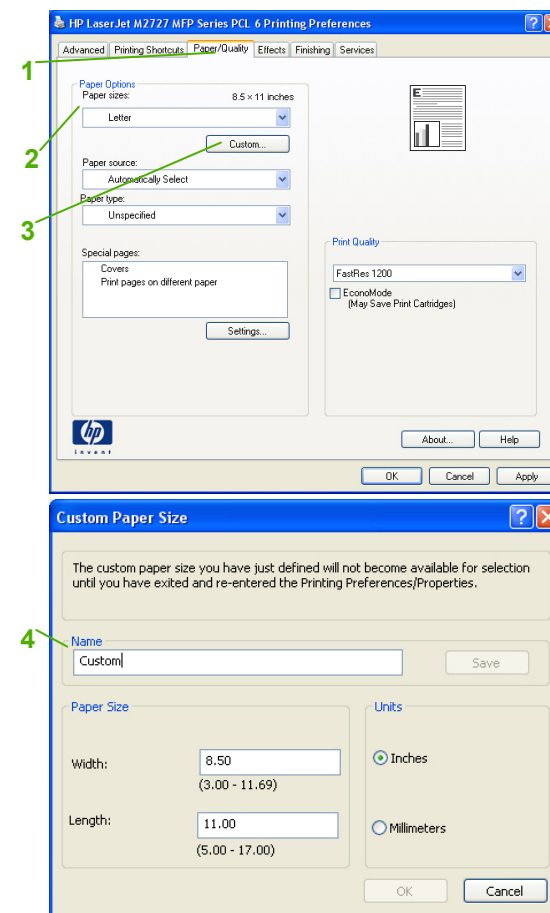 HP LaserJet M2727 MFP Series PCL 6 Printing Preferences
Advanced Printing Shortcuts Paper/Quality Effects Finishing Services
1
Paper Options
Paper sizes: 8.5 × 11 inches
Letter
E
2
Custom...
Paper source:
Automatically Select
Paper type:
3
Unspecified
Special pages:
Covers
Print pages on different paper
Settings...
Print Quality
FastRes 1200
EconoMode
(May Save Print Cartridges)
hp
invent
About... Help
OK Cancel Apply
Custom Paper Size
The custom paper size you have just defined will not become available for selection
until you have exited and re-entered the Printing Preferences/Properties.
4
Name
Custom
Save
Paper Size
Width: 8.50
(3.00 - 11.69)
Length: 11.00
(5.00 - 17.00)
Units
Inches
Millimeters
OK Cancel